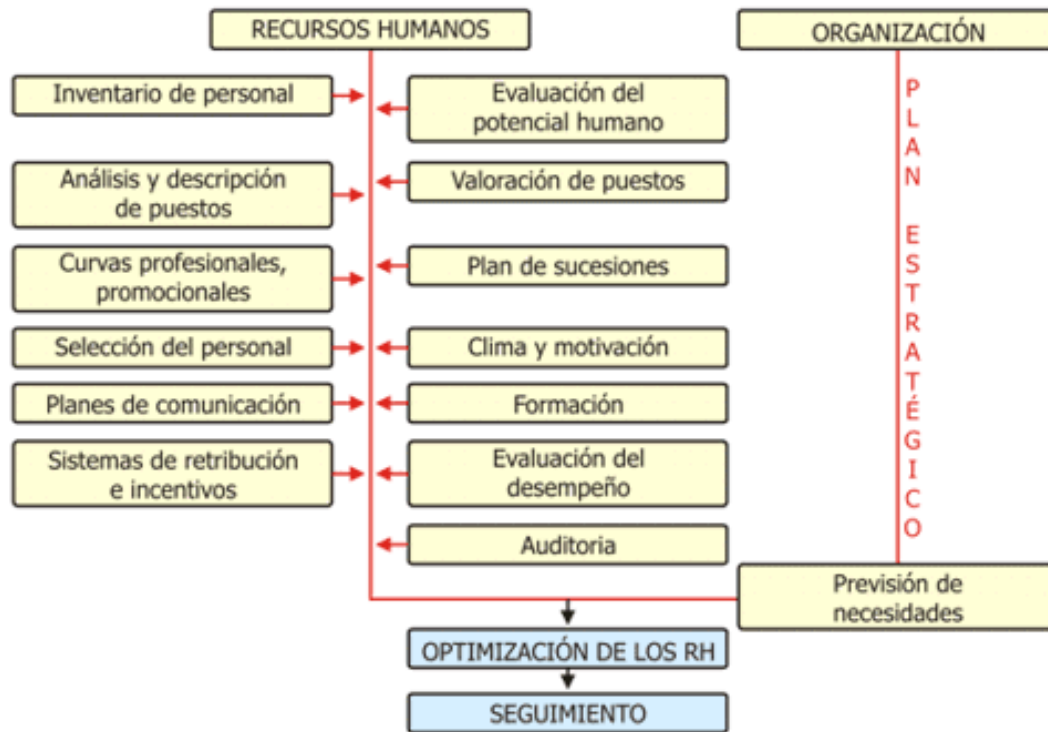 RECURSOS HUMANOS
ORGANIZACIÓN
Inventario de personal
Evaluación del
potencial humano
Análisis y descripción
de puestos
Valoración de puestos
Curvas profesionales,
promocionales
Plan de sucesiones
Selección del personal
Clima y motivación
Planes de comunicación
Formación
Sistemas de retribución
e incentivos
Evaluación del
desempeño
Auditoria
PLAN ESTRATÉGICO
Previsión de
necesidades
OPTIMIZACIÓN DE LOS RH
SEGUIMIENTO